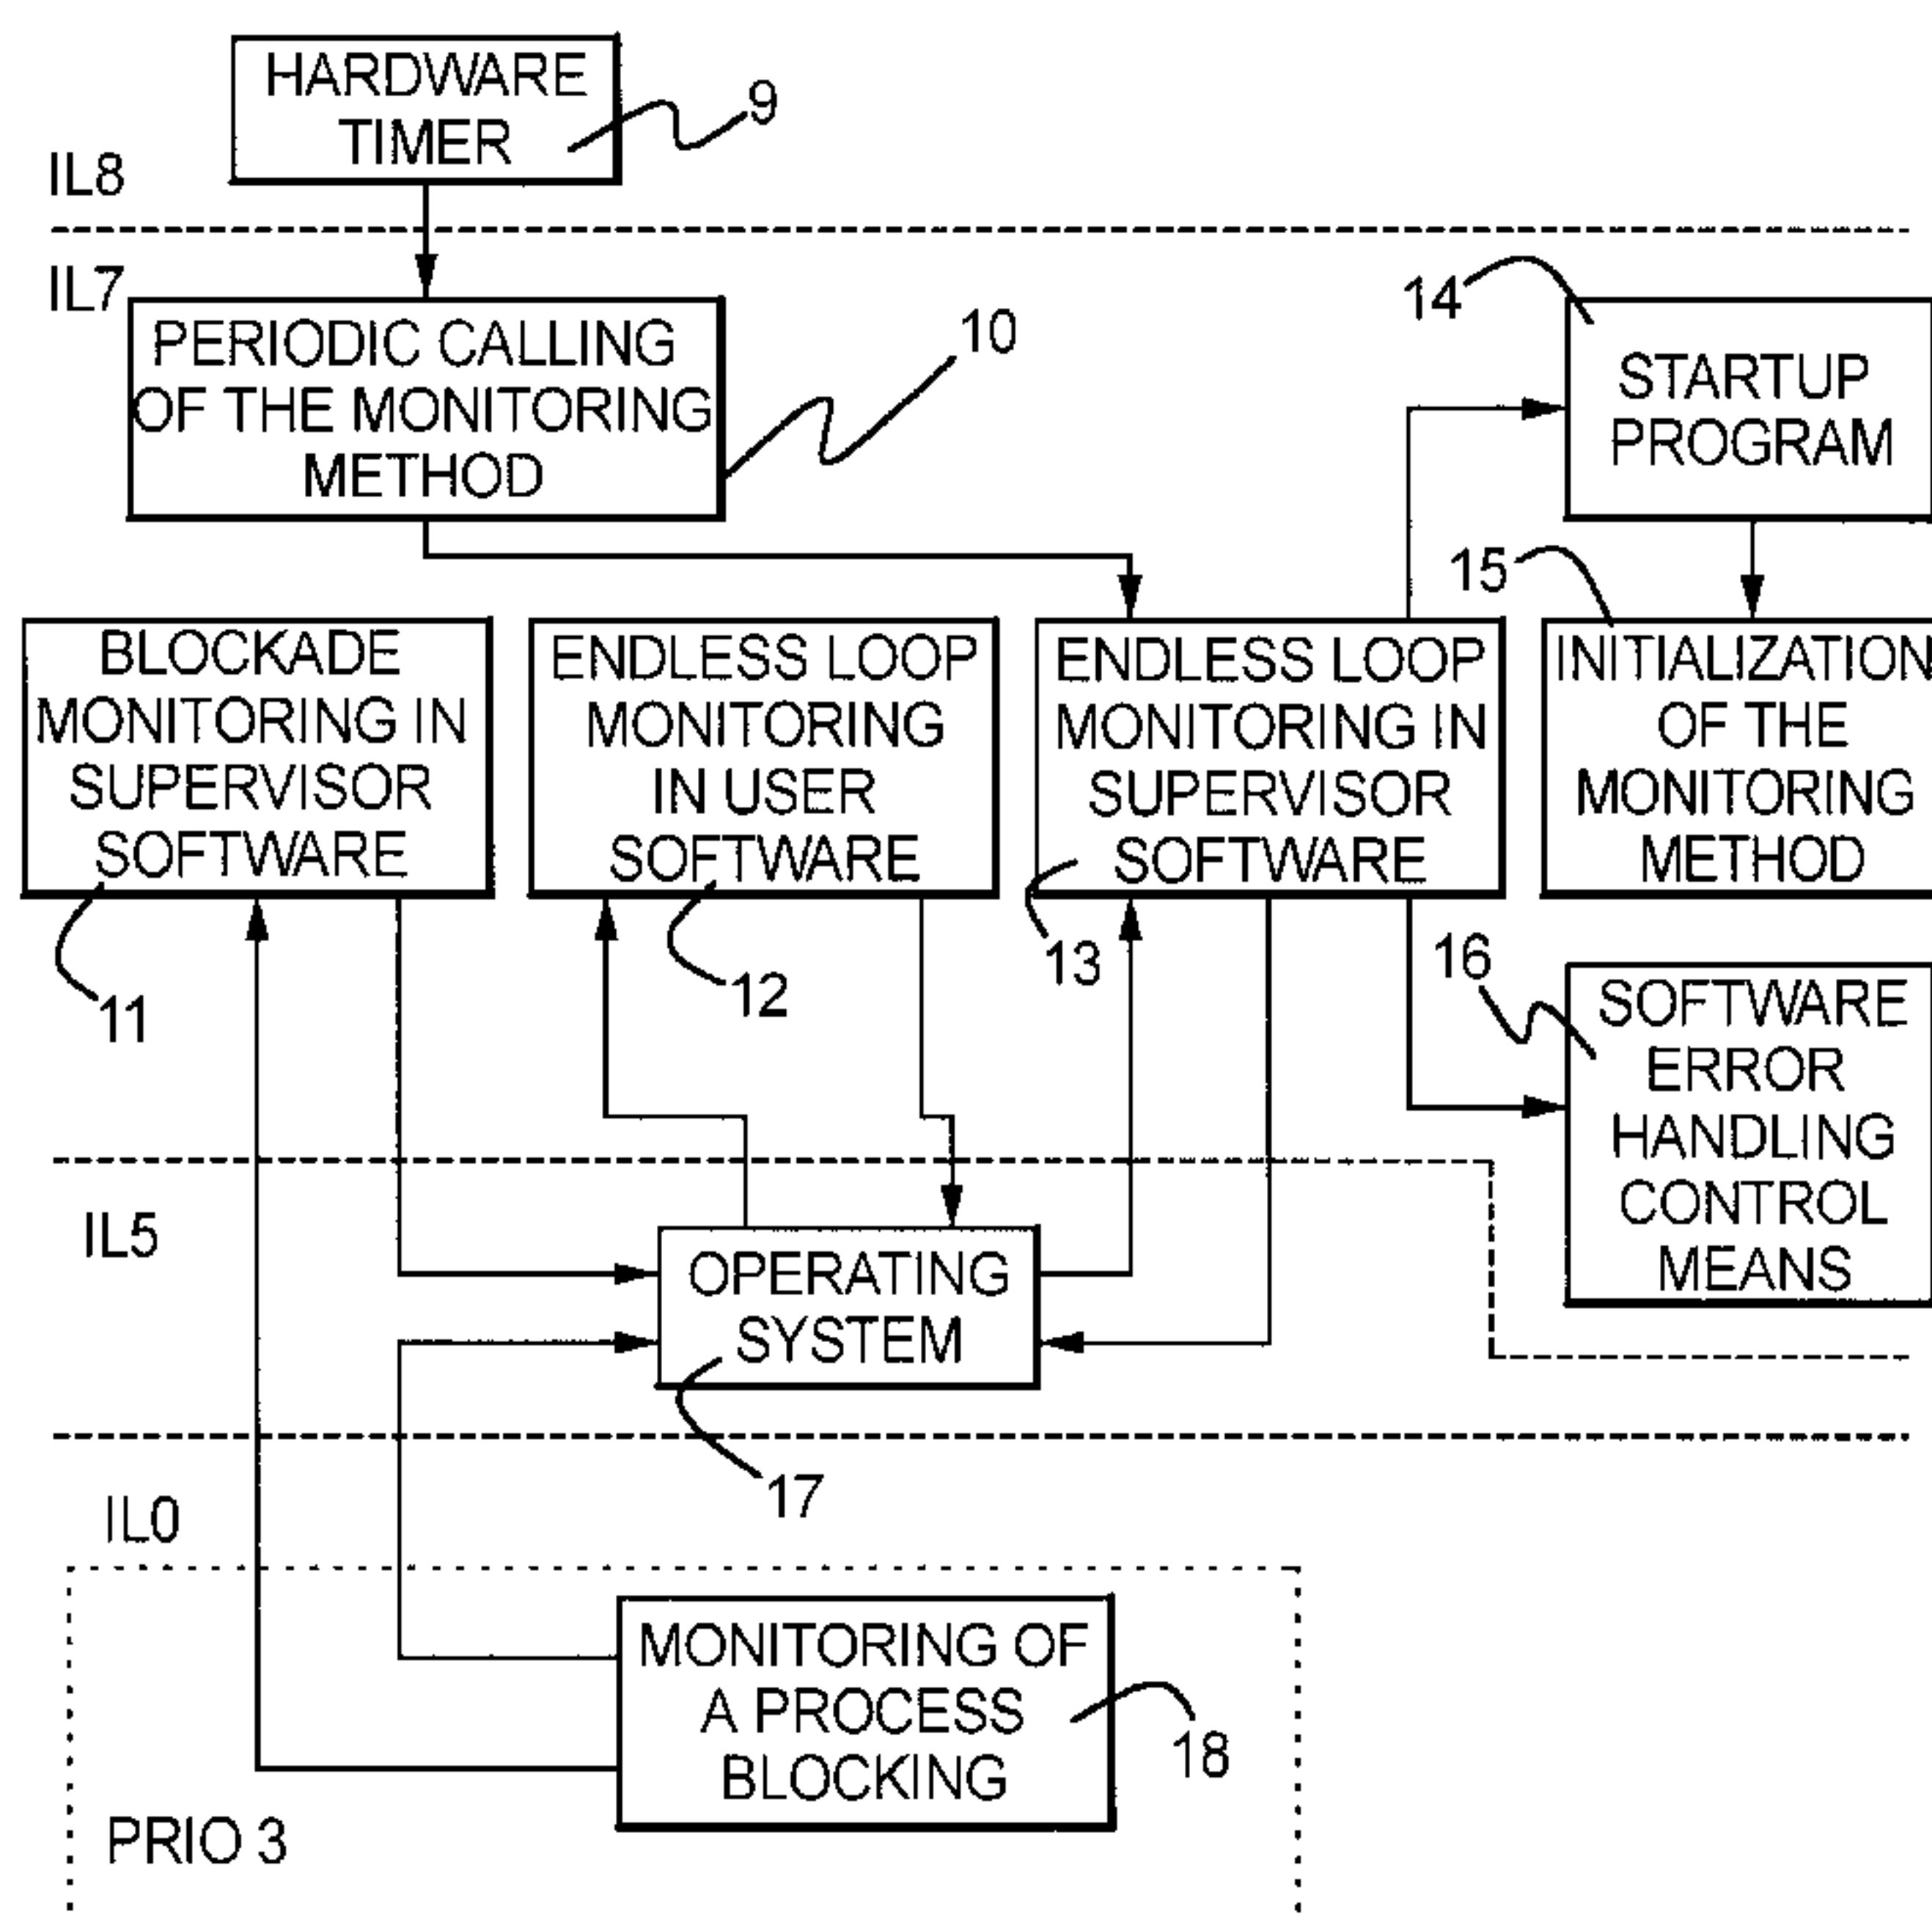 HARDWARE
TIMER
9
IL8
IL7
PERIODIC CALLING
OF THE MONITORING
METHOD
10
14
STARTUP
PROGRAM
15
BLOCKADE
MONITORING IN
SUPERVISOR
SOFTWARE
11
ENDLESS LOOP
MONITORING
IN USER
SOFTWARE
12
ENDLESS LOOP
MONITORING IN
SUPERVISOR
SOFTWARE
13
INITIALIZATION
OF THE
MONITORING
METHOD
16
SOFTWARE
ERROR
HANDLING
CONTROL
MEANS
IL5
OPERATING
SYSTEM
17
IL0
MONITORING OF
A PROCESS
BLOCKING
18
PRIO 3